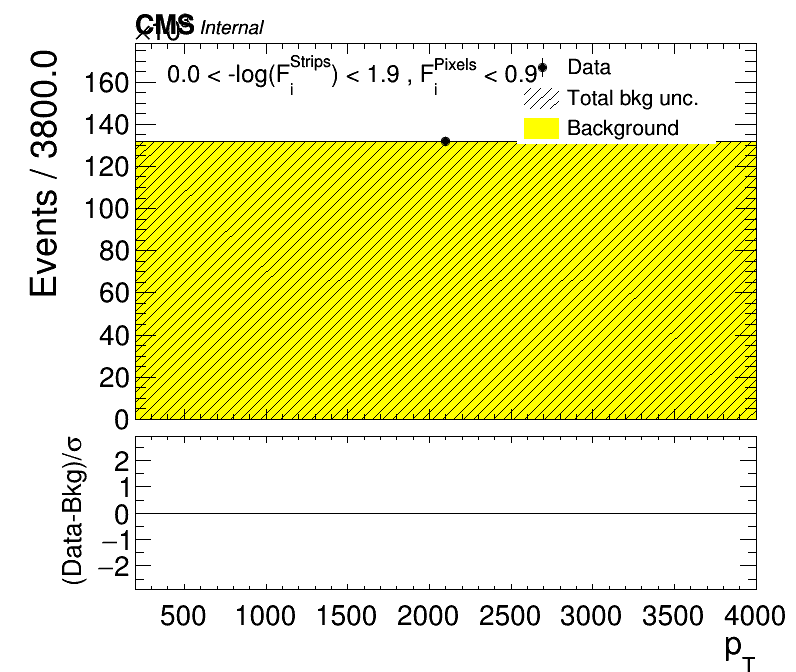 CMS Internal
0.0 < -log(F_i^Strips) < 1.9 , F_i^Pixels < 0.9
Data
Total bkg unc.
Background
Events / 3800.0
160
140
120
100
80
60
40
20
0
(Data-Bkg)/σ
2
1
0
−1
−2
500 1000 1500 2000 2500 3000 3500 4000
p_T